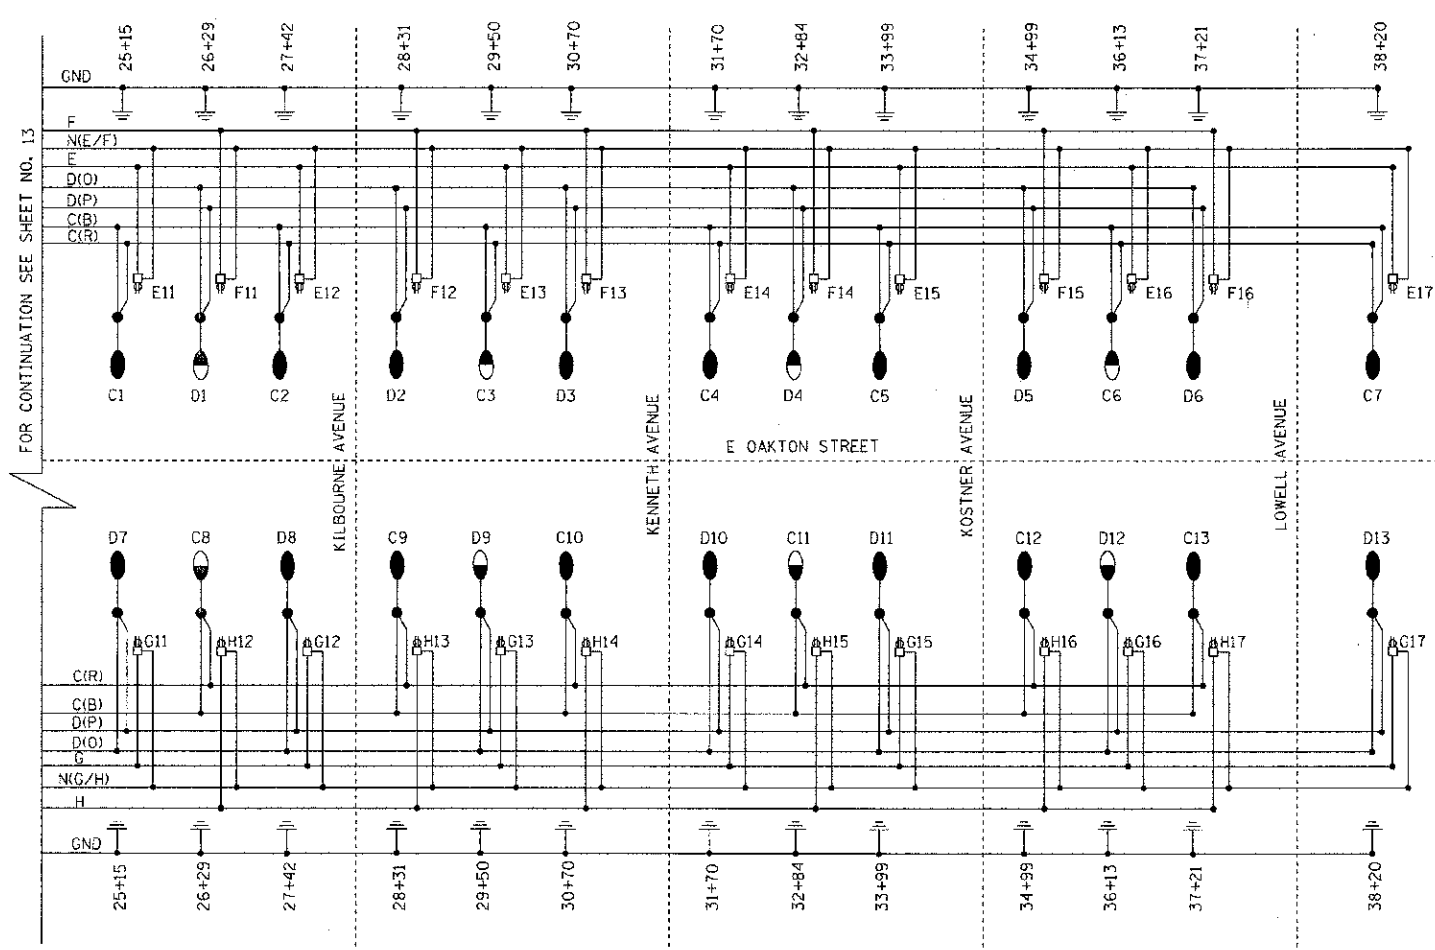 25+15 26+29 27+42 28+31 29+50 30+70 31+70 32+84 33+99 34+99 36+13 37+21 38+20
GND
F
N(E/F)
E
D(O)
D(P)
C(B)
C(R)
FOR CONTINUATION SEE SHEET NO. 13
E11 F11 E12 F12 E13 F13 E14 F14 E15 F15 E16 F16 E17
C1 D1 C2 D2 C3 D3 C4 D4 C5 D5 C6 D6 C7
KILBOURNE AVENUE
KENNETH AVENUE
KOSTNER AVENUE
LOWELL AVENUE
E OAKTON STREET
D7 C8 D8 C9 D9 C10 D10 C11 D11 C12 D12 C13 D13
G11 H12 G12 H13 G13 H14 G14 H15 G15 H16 G16 H17 G17
C(R)
C(B)
D(P)
D(O)
G
N(G/H)
H
GND
25+15 26+29 27+42 28+31 29+50 30+70 31+70 32+84 33+99 34+99 36+13 37+21 38+20